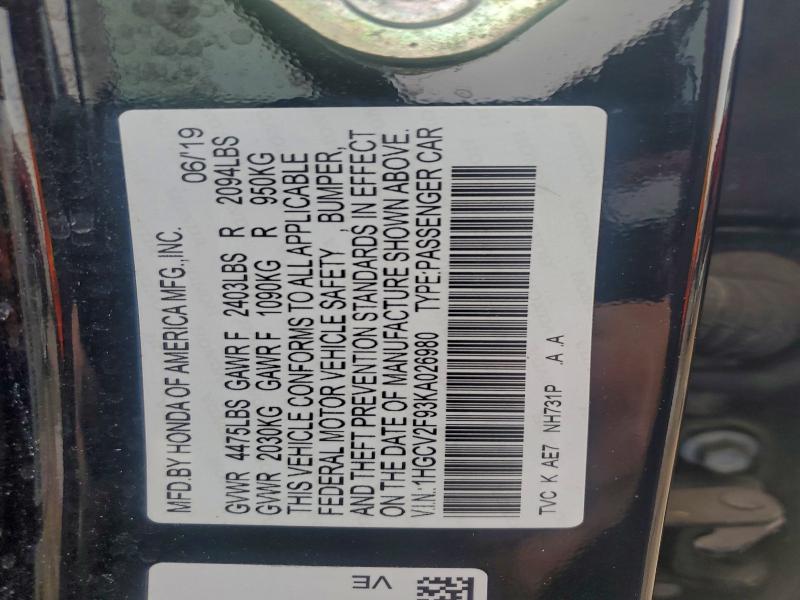 MFD.BY HONDA OF AMERICA MFG.,INC. 06/'19
GVWR 4475LBS GAWR F 2403LBS R 2094LBS
GVWR 2030KG GAWR F 1090KG R 950KG
THIS VEHICLE CONFORMS TO ALL APPLICABLE
FEDERAL MOTOR VEHICLE SAFETY , BUMPER,
AND THEFT PREVENTION STANDARDS IN EFFECT
ON THE DATE OF MANUFACTURE SHOWN ABOVE.
V.I.N.:1HGCV2F93KA026980 TYPE:PASSENGER CAR
TVC K AE7 NH731P .A .A
VE